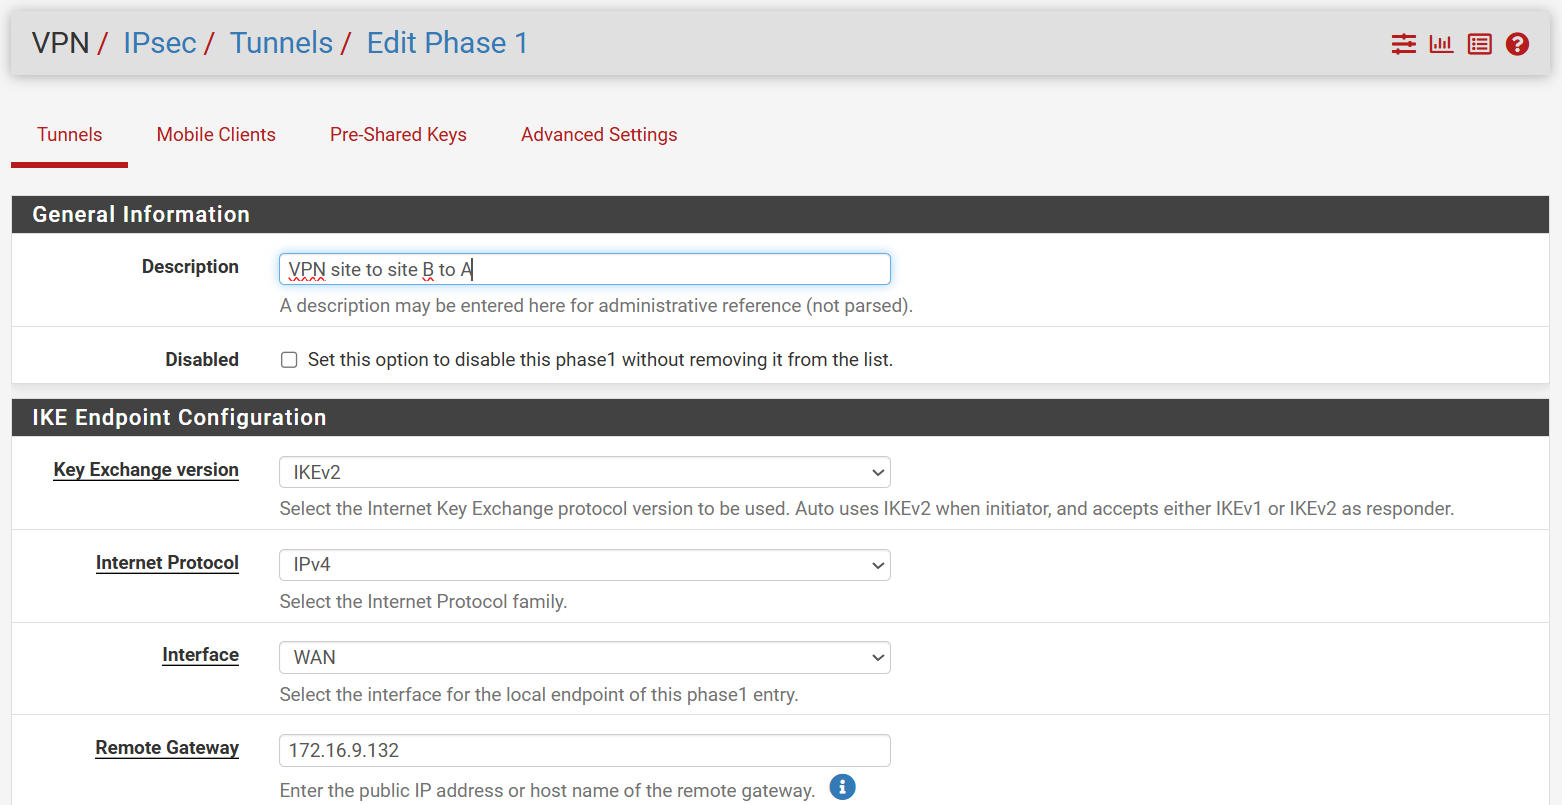 VPN / IPsec / Tunnels / Edit Phase 1
Tunnels Mobile Clients Pre-Shared Keys Advanced Settings
General Information
Description VPN site to site B to A
A description may be entered here for administrative reference (not parsed).
Disabled Set this option to disable this phase1 without removing it from the list.
IKE Endpoint Configuration
Key Exchange version IKEv2
Select the Internet Key Exchange protocol version to be used. Auto uses IKEv2 when initiator, and accepts either IKEv1 or IKEv2 as responder.
Internet Protocol IPv4
Select the Internet Protocol family.
Interface WAN
Select the interface for the local endpoint of this phase1 entry.
Remote Gateway 172.16.9.132
Enter the public IP address or host name of the remote gateway.